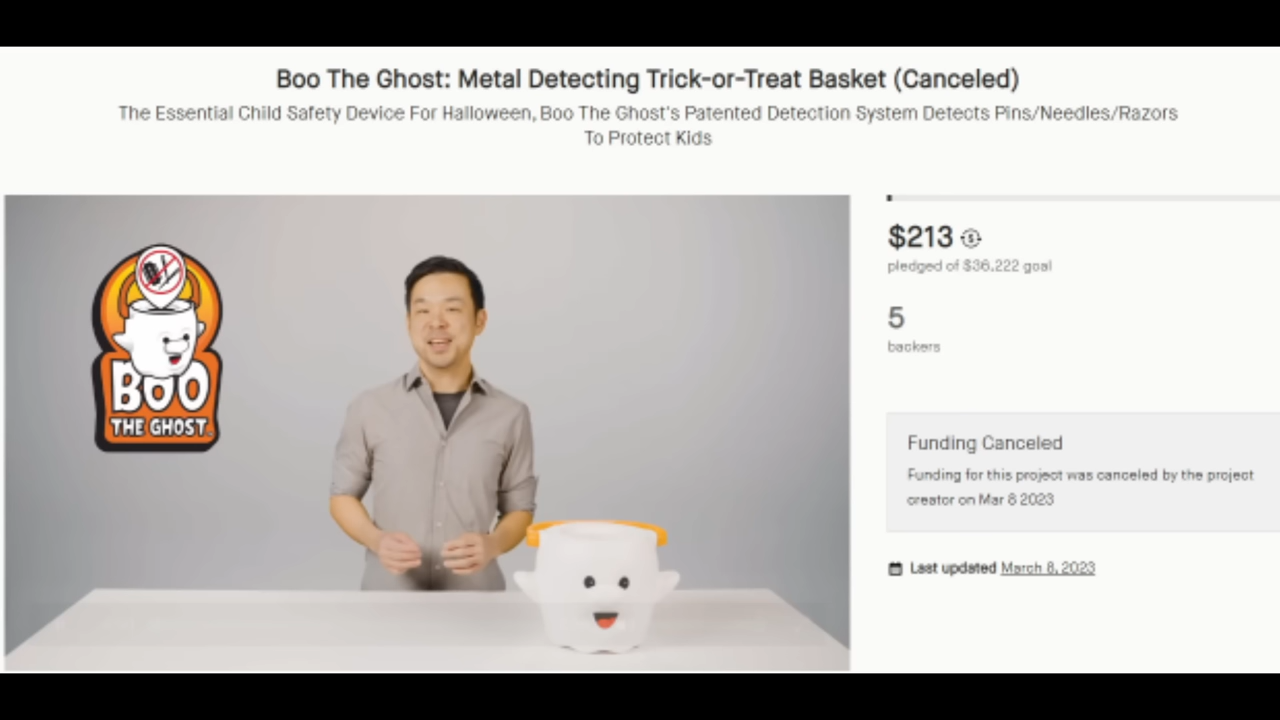 Boo The Ghost: Metal Detecting Trick-or-Treat Basket (Canceled)
The Essential Child Safety Device For Halloween, Boo The Ghost's Patented Detection System Detects Pins/Needles/Razors
To Protect Kids
BOO
THE GHOST
$213
pledged of $36,222 goal
5
backers
Funding Canceled
Funding for this project was canceled by the project
creator on Mar 8 2023
Last updated March 8, 2023